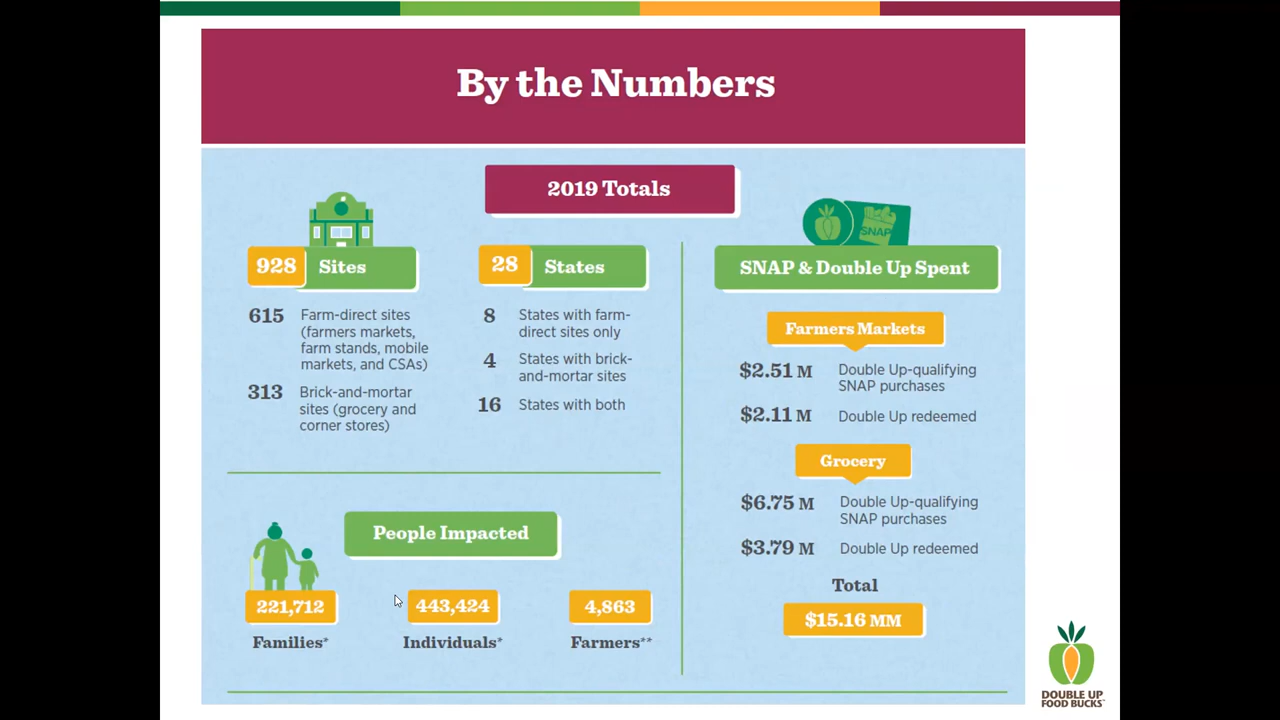 By the Numbers
2019 Totals
928 Sites
615 Farm-direct sites
(farmers markets,
farm stands, mobile
markets, and CSAs)
313 Brick-and-mortar
sites (grocery and
corner stores)
28 States
8 States with farm-
direct sites only
4 States with brick-
and-mortar sites
16 States with both
SNAP
SNAP & Double Up Spent
Farmers Markets
$2.51 M Double Up-qualifying
SNAP purchases
$2.11 M Double Up redeemed
Grocery
$6.75 M Double Up-qualifying
SNAP purchases
$3.79 M Double Up redeemed
Total
$15.16 MM
People Impacted
221,712
Families*
443,424
Individuals*
4,863
Farmers**
DOUBLE UP
FOOD BUCKS